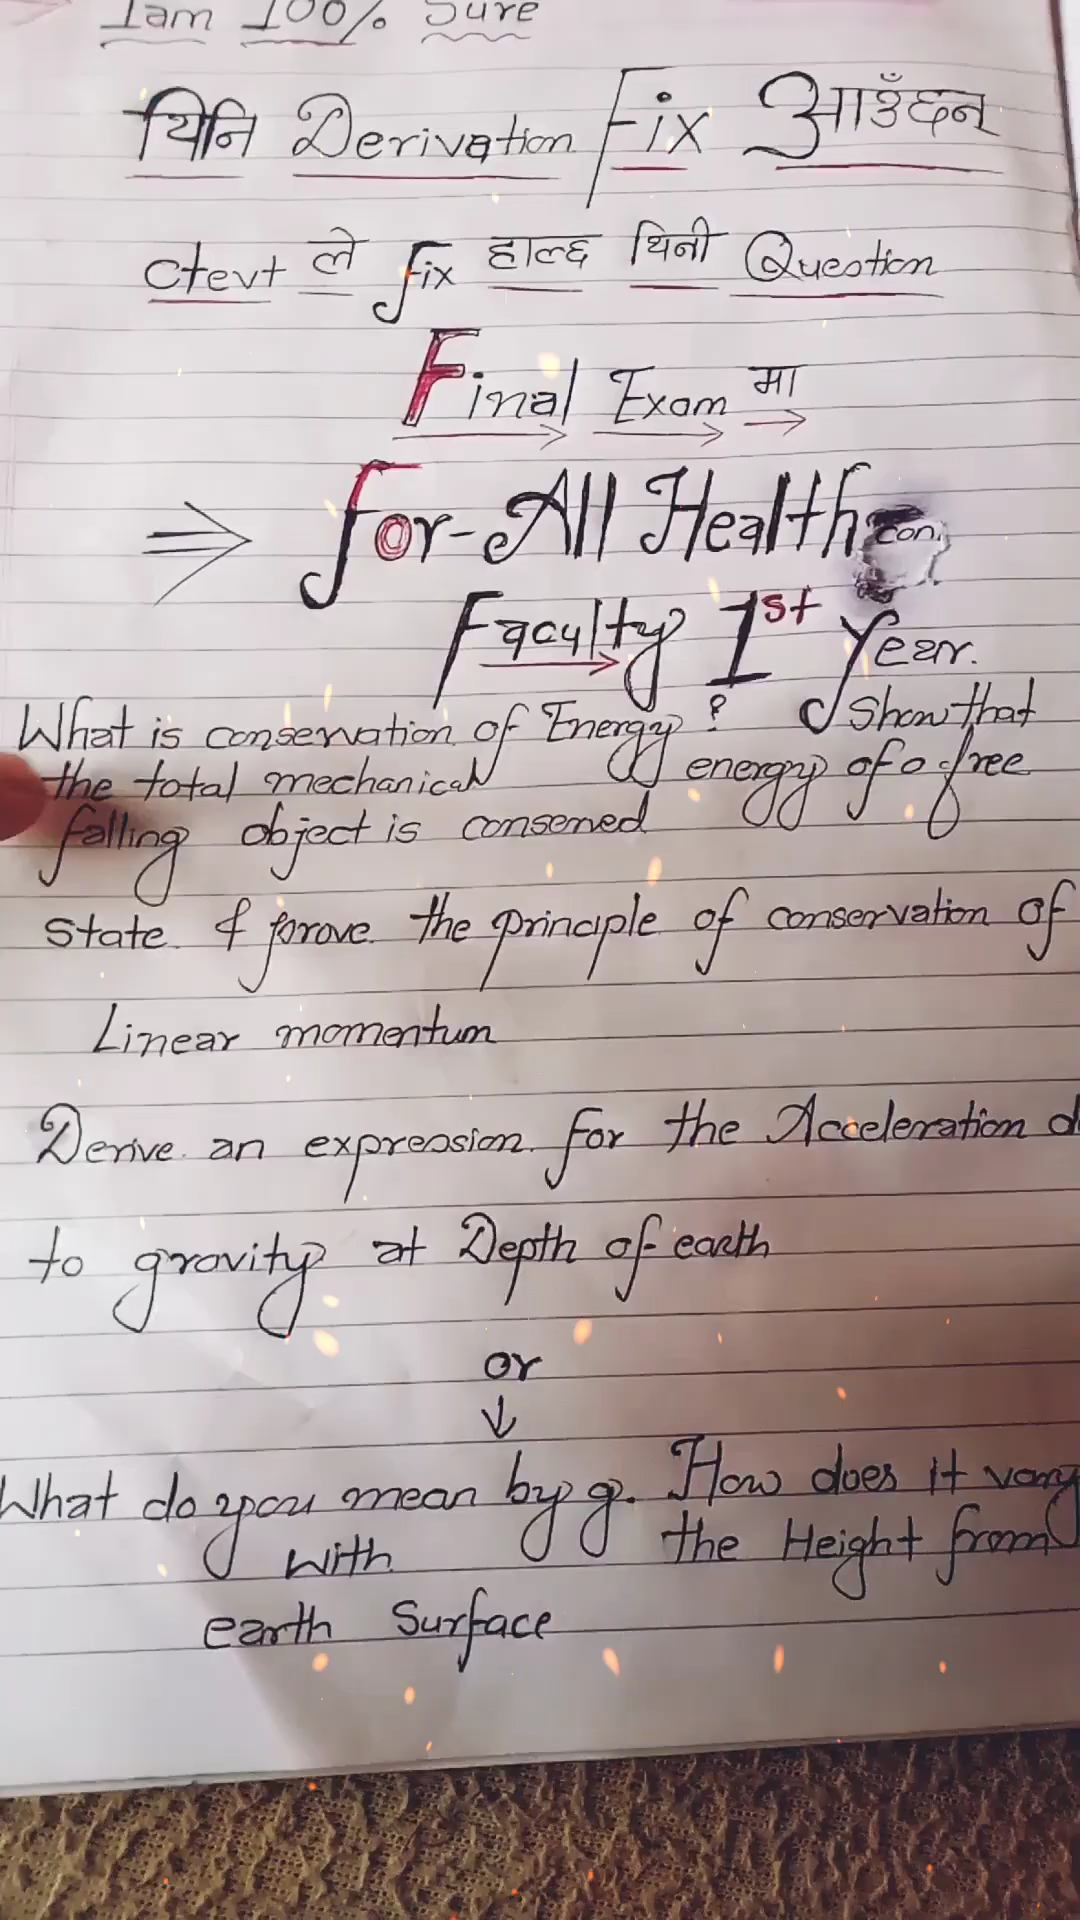 Iam 100% Sure
यिनि Derivation Fix आउँछन्
Ctevt ले fix हाल्छ यिनी Question
Final Exam मा
⇒ for-All Health con.
Faculty 1st Year.
What is conservation of Energy? Show that
the total mechanical energy of a free
falling object is conserved
State & prove the principle of conservation of
Linear momentum
Derive an expression for the Acceleration d
to gravity at Depth of earth
or
↓
What do you mean by g. How does it vary
with the Height from
earth Surface